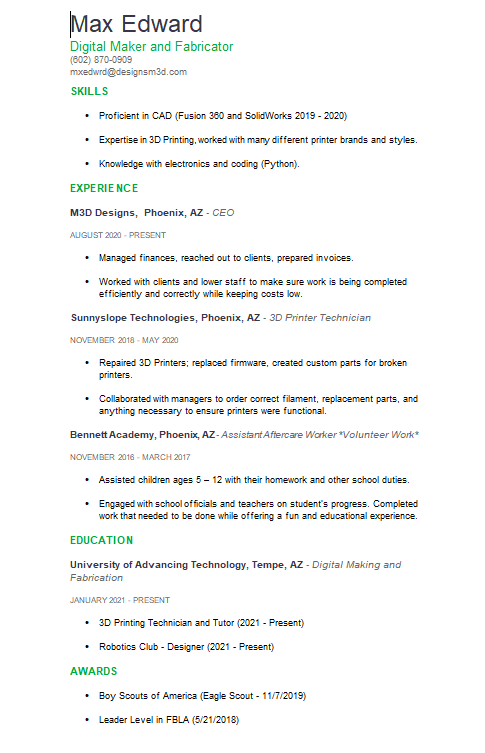 Max Edward
Digital Maker and Fabricator
(602) 870-0909
mxedwrd@designsm3d.com
SKILLS
• Proficient in CAD (Fusion 360 and SolidWorks 2019 - 2020)
• Expertise in 3D Printing, worked with many different printer brands and styles.
• Knowledge with electronics and coding (Python).
EXPERIENCE
M3D Designs, Phoenix, AZ - CEO
AUGUST 2020 - PRESENT
• Managed finances, reached out to clients, prepared invoices.
• Worked with clients and lower staff to make sure work is being completed
efficiently and correctly while keeping costs low.
Sunnyslope Technologies, Phoenix, AZ - 3D Printer Technician
NOVEMBER 2018 - MAY 2020
• Repaired 3D Printers; replaced firmware, created custom parts for broken
printers.
• Collaborated with managers to order correct filament, replacement parts, and
anything necessary to ensure printers were functional.
Bennett Academy, Phoenix, AZ - Assistant Aftercare Worker *Volunteer Work*
NOVEMBER 2016 - MARCH 2017
• Assisted children ages 5 – 12 with their homework and other school duties.
• Engaged with school officials and teachers on student's progress. Completed
work that needed to be done while offering a fun and educational experience.
EDUCATION
University of Advancing Technology, Tempe, AZ - Digital Making and
Fabrication
JANUARY 2021 - PRESENT
• 3D Printing Technician and Tutor (2021 - Present)
• Robotics Club - Designer (2021 - Present)
AWARDS
• Boy Scouts of America (Eagle Scout - 11/7/2019)
• Leader Level in FBLA (5/21/2018)